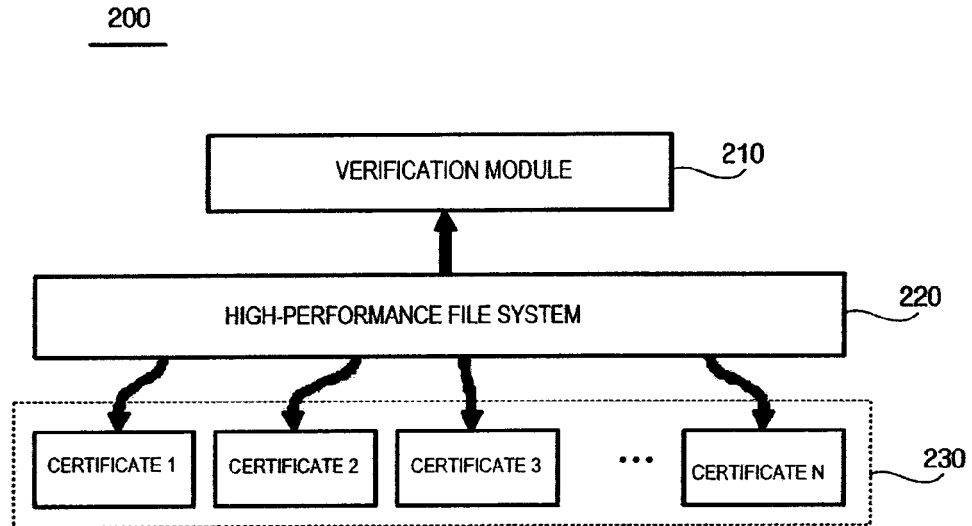 200
VERIFICATION MODULE
210
HIGH-PERFORMANCE FILE SYSTEM
220
CERTIFICATE 1
CERTIFICATE 2
CERTIFICATE 3
...
CERTIFICATE N
230